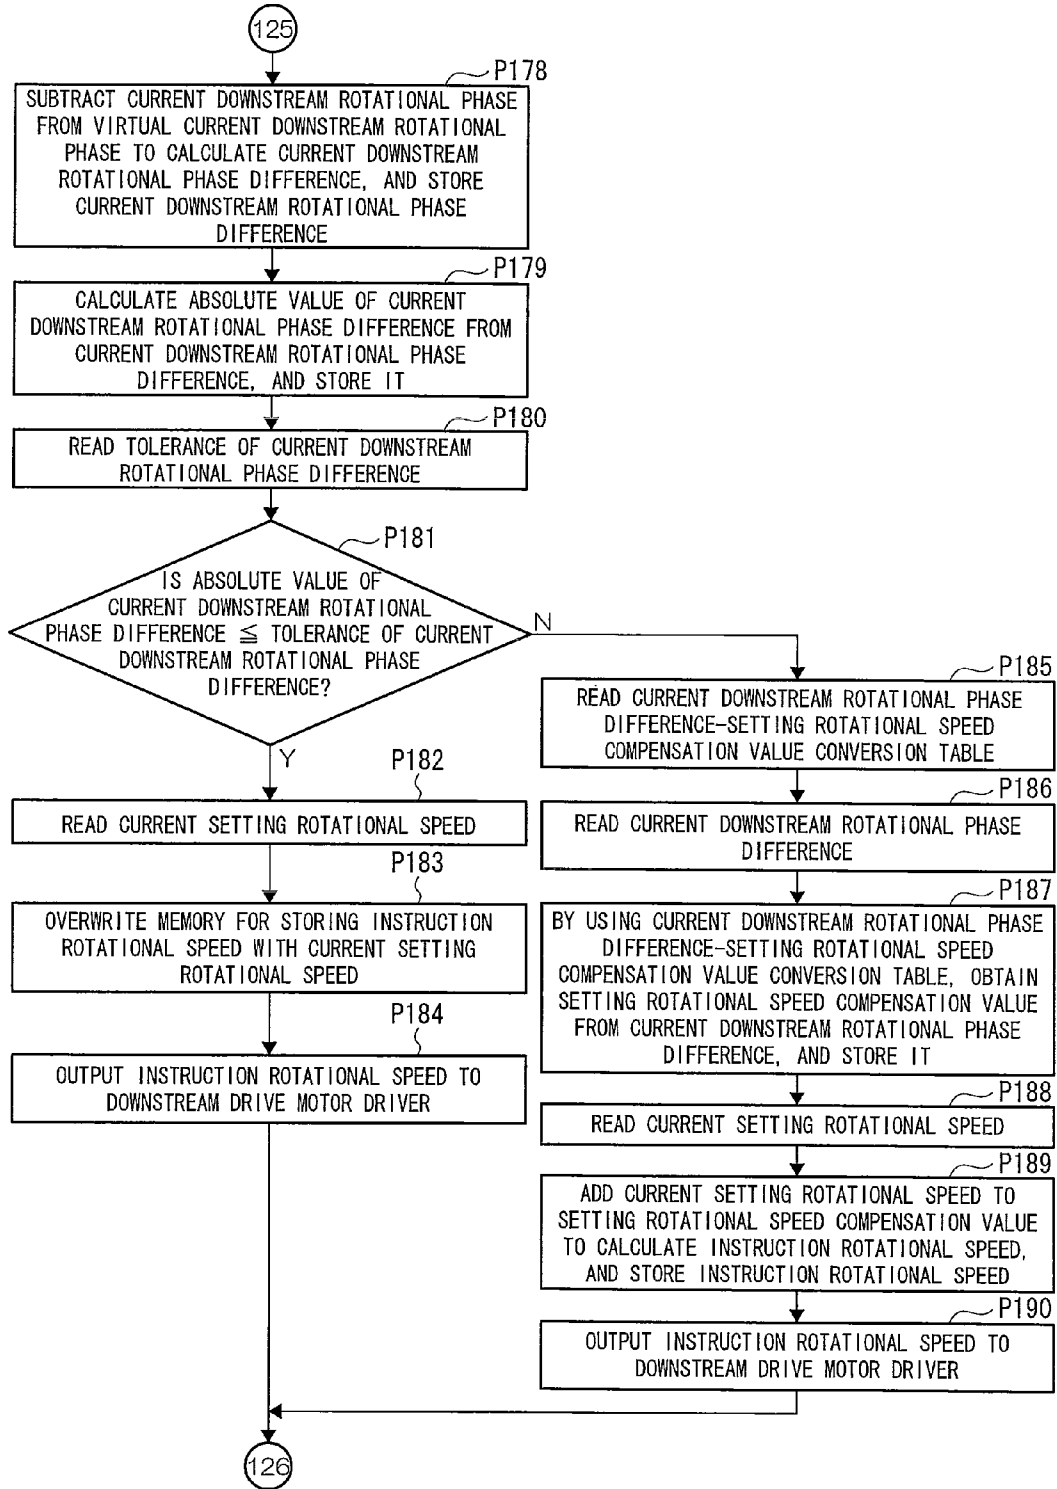 125
P178
SUBTRACT CURRENT DOWNSTREAM ROTATIONAL PHASE
FROM VIRTUAL CURRENT DOWNSTREAM ROTATIONAL
PHASE TO CALCULATE CURRENT DOWNSTREAM
ROTATIONAL PHASE DIFFERENCE, AND STORE
CURRENT DOWNSTREAM ROTATIONAL PHASE
DIFFERENCE
P179
CALCULATE ABSOLUTE VALUE OF CURRENT
DOWNSTREAM ROTATIONAL PHASE DIFFERENCE FROM
CURRENT DOWNSTREAM ROTATIONAL PHASE
DIFFERENCE, AND STORE IT
P180
READ TOLERANCE OF CURRENT DOWNSTREAM
ROTATIONAL PHASE DIFFERENCE
P181
IS ABSOLUTE VALUE OF
CURRENT DOWNSTREAM ROTATIONAL
PHASE DIFFERENCE ≦ TOLERANCE OF CURRENT
DOWNSTREAM ROTATIONAL PHASE
DIFFERENCE?
N
Y
P182
READ CURRENT SETTING ROTATIONAL SPEED
P183
OVERWRITE MEMORY FOR STORING INSTRUCTION
ROTATIONAL SPEED WITH CURRENT SETTING
ROTATIONAL SPEED
P184
OUTPUT INSTRUCTION ROTATIONAL SPEED TO
DOWNSTREAM DRIVE MOTOR DRIVER
P185
READ CURRENT DOWNSTREAM ROTATIONAL PHASE
DIFFERENCE-SETTING ROTATIONAL SPEED
COMPENSATION VALUE CONVERSION TABLE
P186
READ CURRENT DOWNSTREAM ROTATIONAL PHASE
DIFFERENCE
P187
BY USING CURRENT DOWNSTREAM ROTATIONAL PHASE
DIFFERENCE-SETTING ROTATIONAL SPEED
COMPENSATION VALUE CONVERSION TABLE, OBTAIN
SETTING ROTATIONAL SPEED COMPENSATION VALUE
FROM CURRENT DOWNSTREAM ROTATIONAL PHASE
DIFFERENCE, AND STORE IT
P188
READ CURRENT SETTING ROTATIONAL SPEED
P189
ADD CURRENT SETTING ROTATIONAL SPEED TO
SETTING ROTATIONAL SPEED COMPENSATION VALUE
TO CALCULATE INSTRUCTION ROTATIONAL SPEED,
AND STORE INSTRUCTION ROTATIONAL SPEED
P190
OUTPUT INSTRUCTION ROTATIONAL SPEED TO
DOWNSTREAM DRIVE MOTOR DRIVER
126